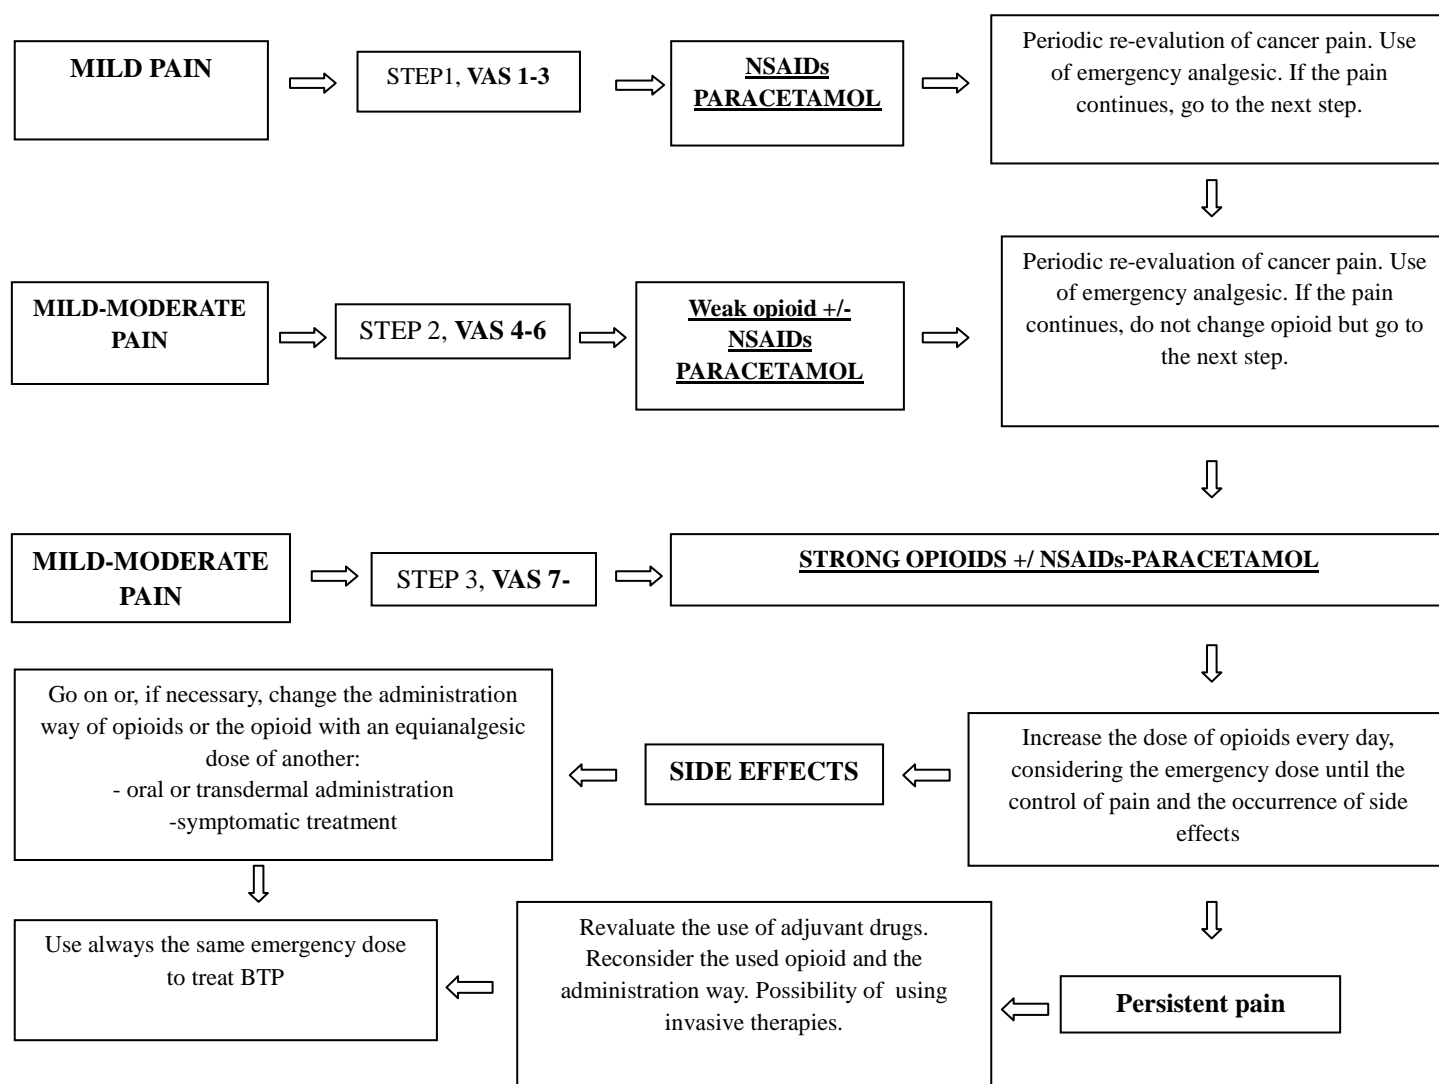 MILD PAIN
STEP1, VAS 1-3
NSAIDs
PARACETAMOL
Periodic re-evalution of cancer pain. Use
of emergency analgesic. If the pain
continues, go to the next step.
MILD-MODERATE
PAIN
STEP 2, VAS 4-6
Weak opioid +/-
NSAIDs
PARACETAMOL
Periodic re-evaluation of cancer pain. Use
of emergency analgesic. If the pain
continues, do not change opioid but go to
the next step.
MILD-MODERATE
PAIN
STEP 3, VAS 7-
STRONG OPIOIDS +/ NSAIDs-PARACETAMOL
Go on or, if necessary, change the administration
way of opioids or the opioid with an equianalgesic
dose of another:
- oral or transdermal administration
-symptomatic treatment
SIDE EFFECTS
Increase the dose of opioids every day,
considering the emergency dose until the
control of pain and the occurrence of side
effects
Use always the same emergency dose
to treat BTP
Revaluate the use of adjuvant drugs.
Reconsider the used opioid and the
administration way. Possibility of using
invasive therapies.
Persistent pain